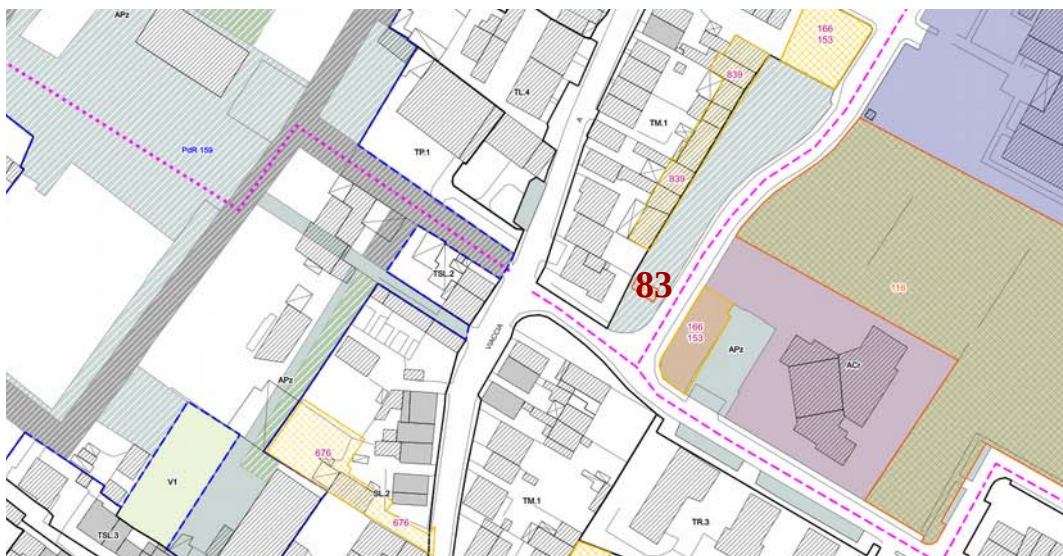 APz
166
153
839
TL.4
TM.1
A
PdR 159
TP.1
839
TSL.2
83
116
VIACCIA
166
153
APz
ACr
APz
676
V1
SL.2
TM.1
676
TR.3
TSL.3